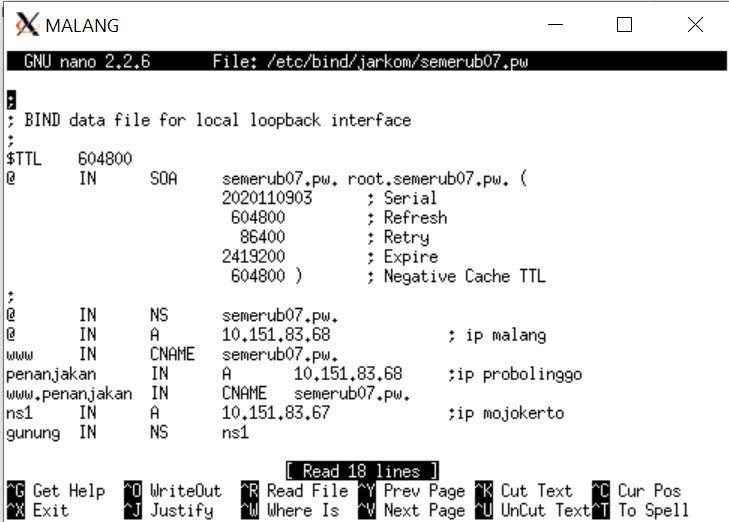 MALANG
GNU nano 2.2.6 File: /etc/bind/jarkom/semerub07.pw
;
; BIND data file for local loopback interface
;
$TTL 604800
@ IN SOA semerub07.pw. root.semerub07.pw. (
2020110903 ; Serial
604800 ; Refresh
86400 ; Retry
2419200 ; Expire
604800 ) ; Negative Cache TTL
;
@ IN NS semerub07.pw.
@ IN A 10.151.83.68 ; ip malang
www IN CNAME semerub07.pw.
penanjakan IN A 10.151.83.68 ;ip probolinggo
www.penanjakan IN CNAME semerub07.pw.
ns1 IN A 10.151.83.67 ;ip mojokerto
gunung IN NS ns1
[ Read 18 lines ]
^G Get Help ^O WriteOut ^R Read File ^Y Prev Page ^K Cut Text ^C Cur Pos
^X Exit ^J Justify ^W Where Is ^V Next Page ^U UnCut Text ^T To Spell